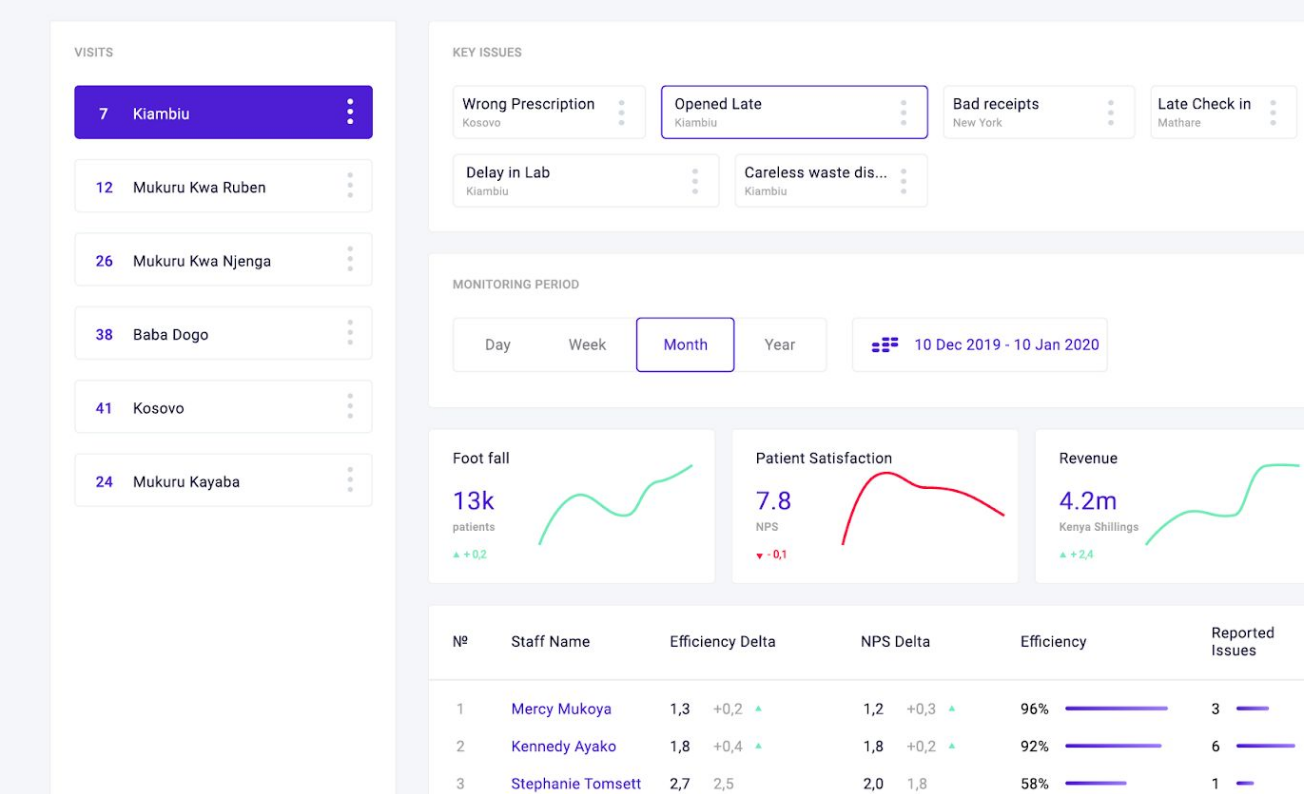 VISITS
7 Kiambiu
12 Mukuru Kwa Ruben
26 Mukuru Kwa Njenga
38 Baba Dogo
41 Kosovo
24 Mukuru Kayaba
KEY ISSUES
Wrong Prescription
Kosovo
Opened Late
Kiambiu
Bad receipts
New York
Late Check in
Mathare
Delay in Lab
Kiambiu
Careless waste dis...
Kiambiu
MONITORING PERIOD
Day Week Month Year
10 Dec 2019 - 10 Jan 2020
Foot fall
13k
patients
+0,2
Patient Satisfaction
7.8
NPS
- 0,1
Revenue
4.2m
Kenya Shillings
+ 2,4
Nº Staff Name Efficiency Delta NPS Delta Efficiency Reported Issues
1 Mercy Mukoya 1,3 +0,2 1,2 +0,3 96% 3
2 Kennedy Ayako 1,8 +0,4 1,8 +0,2 92% 6
3 Stephanie Tomsett 2,7 2,5 2,0 1,8 58% 1